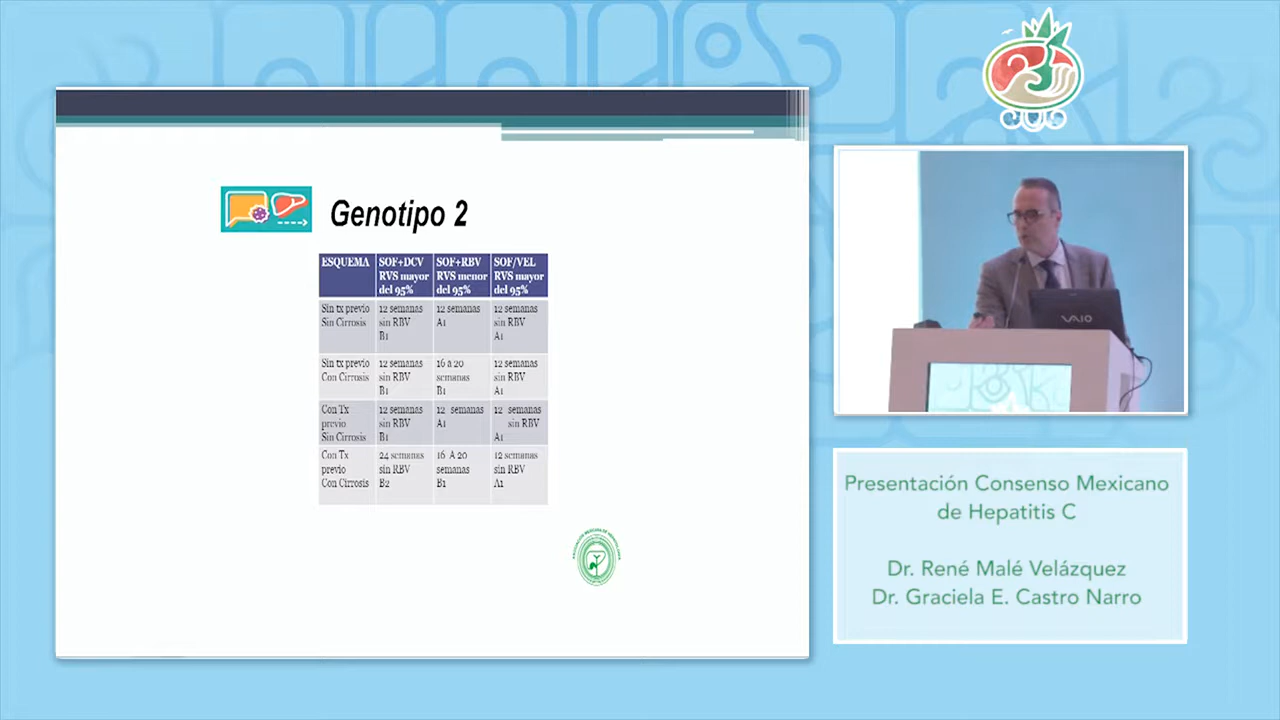 Genotipo 2
ESQUEMA
SOF+DCV
RVS mayor
del 95%
SOF+RBV
RVS menor
del 95%
SOF/VEL
RVS mayor
del 95%
Sin tx previo
Sin Cirrosis
12 semanas
sin RBV
B1
12 semanas
A1
12 semanas
sin RBV
A1
Sin tx previo
Con Cirrosis
12 semanas
sin RBV
B1
16 a 20
semanas
B1
12 semanas
sin RBV
A1
Con Tx
previo
Sin Cirrosis
12 semanas
sin RBV
B1
12 semanas
A1
12 semanas
sin RBV
A1
Con Tx
previo
Con Cirrosis
24 semanas
sin RBV
B2
16 A 20
semanas
B1
12 semanas
sin RBV
A1
VAIO
Presentación Consenso Mexicano
de Hepatitis C
Dr. René Malé Velázquez
Dr. Graciela E. Castro Narro